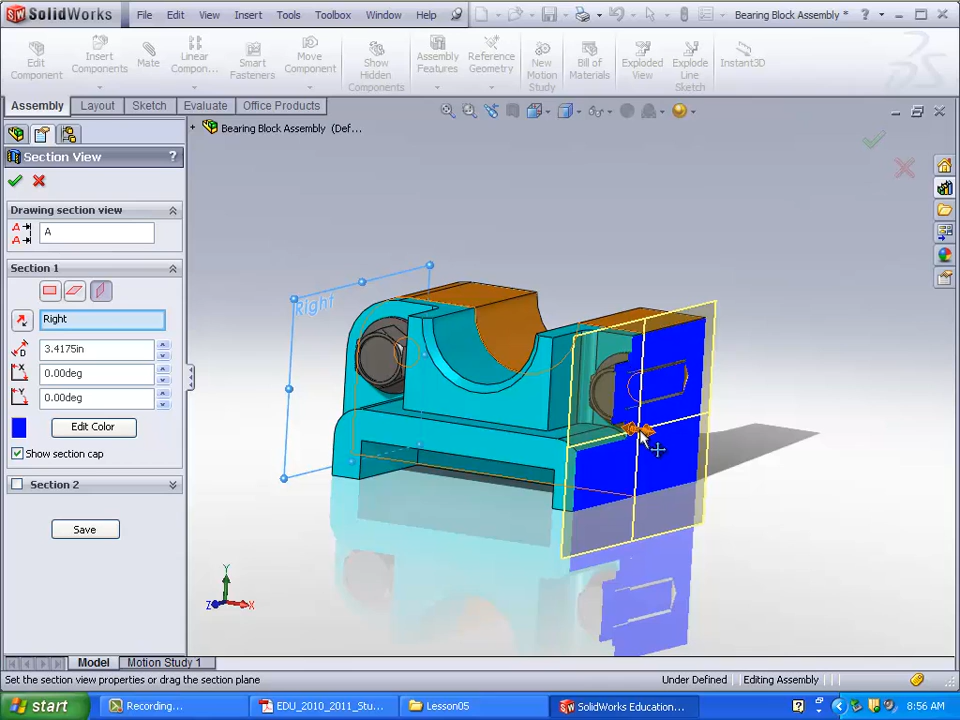 SolidWorks
File Edit View Insert Tools Toolbox Window Help
Bearing Block Assembly *
?
Edit Component
Insert Components
Mate
Linear Compon...
Smart Fasteners
Move Component
Show Hidden Components
Assembly Features
Reference Geometry
New Motion Study
Bill of Materials
Exploded View
Explode Line Sketch
Instant3D
Assembly Layout Sketch Evaluate Office Products
Bearing Block Assembly (Def...
Section View ?
Drawing section view
A
Section 1
Right
3.4175in
0.00deg
0.00deg
Edit Color
Show section cap
Section 2
Save
Right
Y
Z X
Model Motion Study 1
Set the section view properties or drag the section plane
Under Defined Editing Assembly
start
Recording...
EDU_2010_2011_Stu...
Lesson05
SolidWorks Education...
8:56 AM